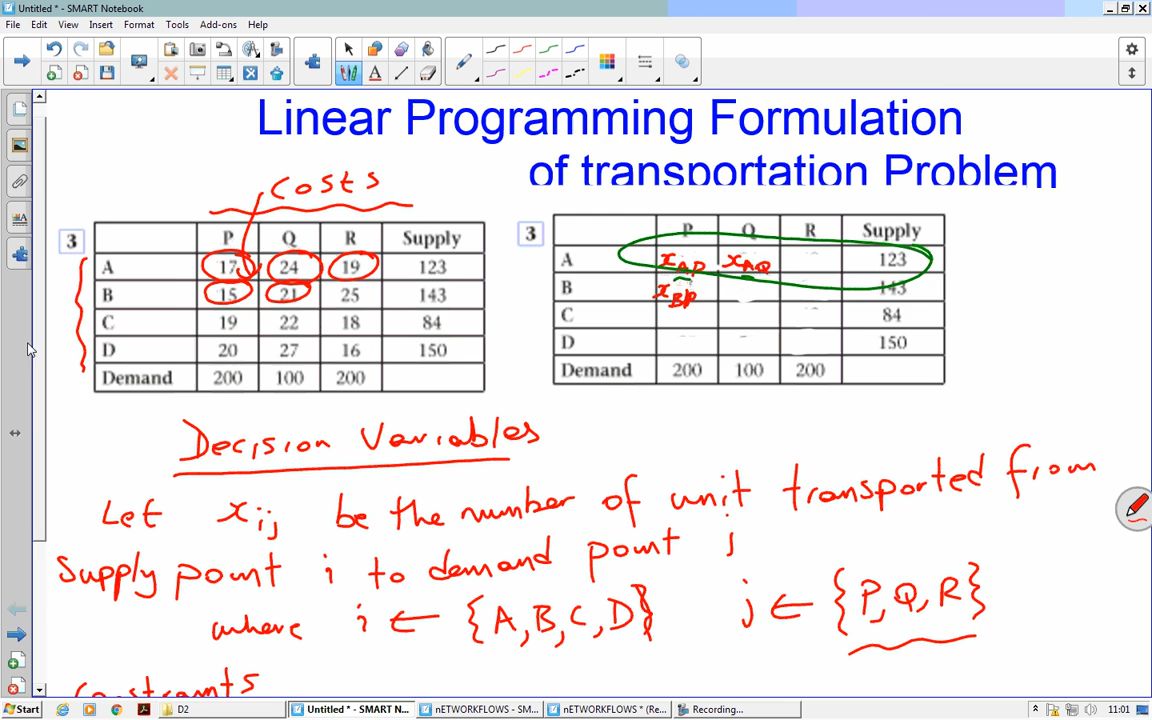 Untitled * - SMART Notebook
File Edit View Insert Format Tools Add-ons Help
Linear Programming Formulation
of transportation Problem
Costs
3
P Q R Supply
A 17 24 19 123
B 15 21 25 143
C 19 22 18 84
D 20 27 16 150
Demand 200 100 200
3
P Q R Supply
A xAP xAQ 123
B xBP 143
C 84
D 150
Demand 200 100 200
Decision Variables
Let xij be the number of unit transported from
supply point i to demand point j
where i ← {A, B, C, D} j ← {P, Q, R}
Constraints
Start D2 Untitled * - SMART N... nETWORKFLOWS - SM... nETWORKFLOWS * (Re... Recording... 11:01